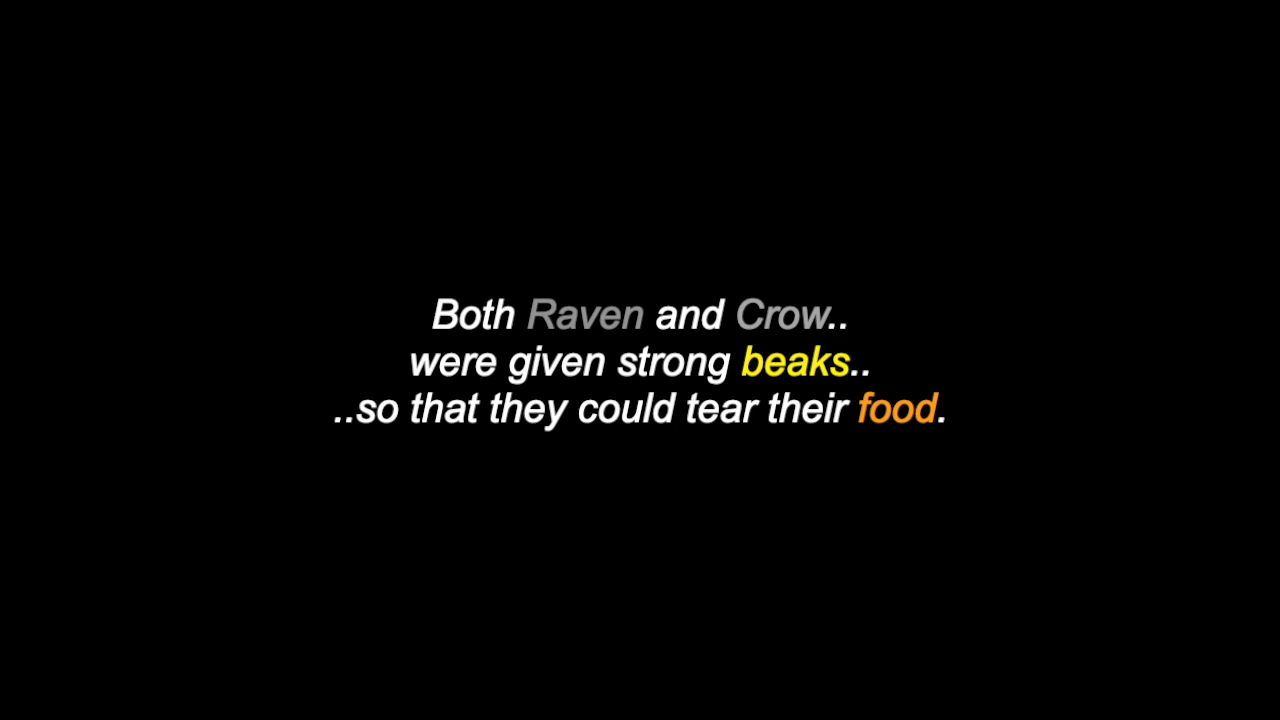 Both Raven and Crow..
were given strong beaks..
..so that they could tear their food.